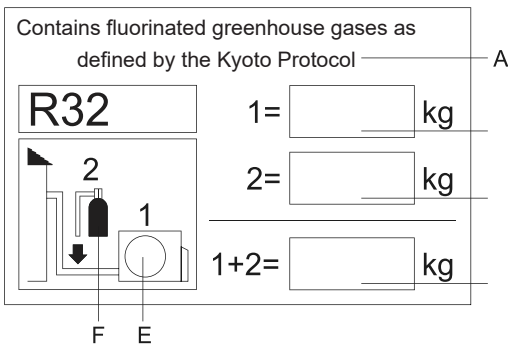 Contains fluorinated greenhouse gases as
defined by the Kyoto Protocol
A
R32
1= kg
2
2= kg
1
1+2= kg
F E